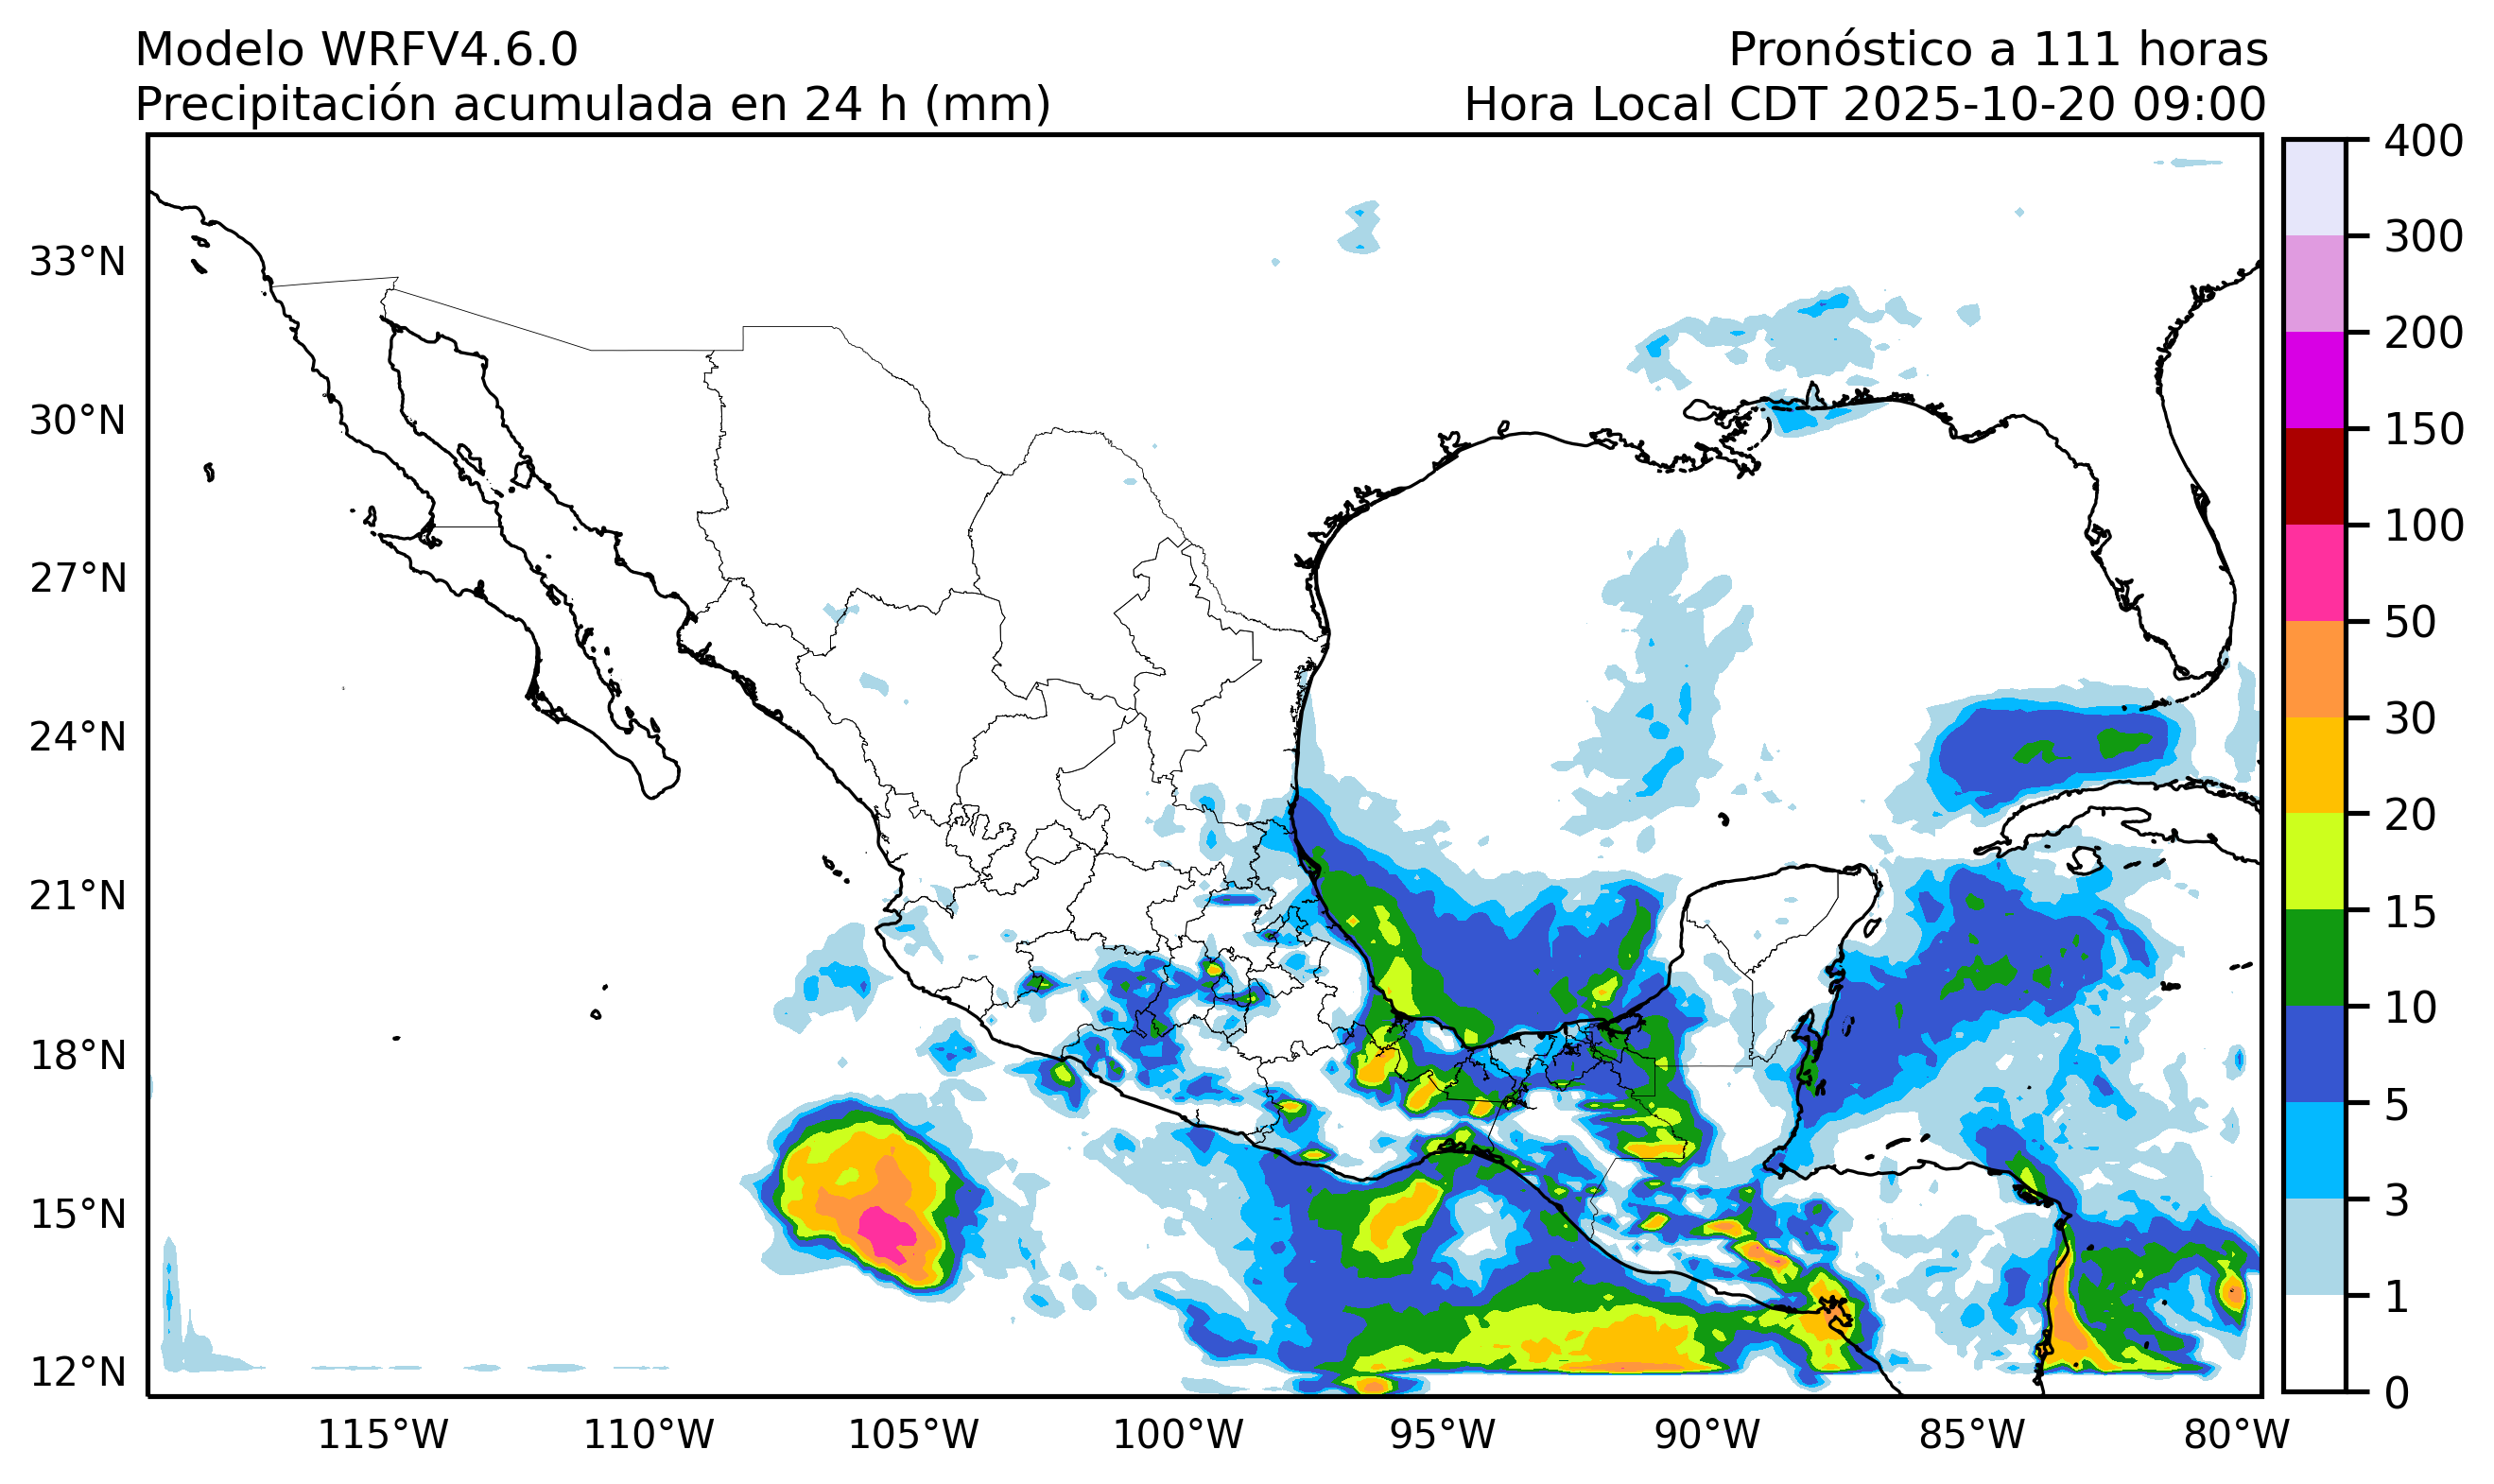 Modelo WRFV4.6.0
Pronóstico a 111 horas
Precipitación acumulada en 24 h (mm)
Hora Local CDT 2025-10-20 09:00
33°N
30°N
27°N
24°N
21°N
18°N
15°N
12°N
115°W
110°W
105°W
100°W
95°W
90°W
85°W
80°W
400
300
200
150
100
50
30
20
15
10
5
3
1
0